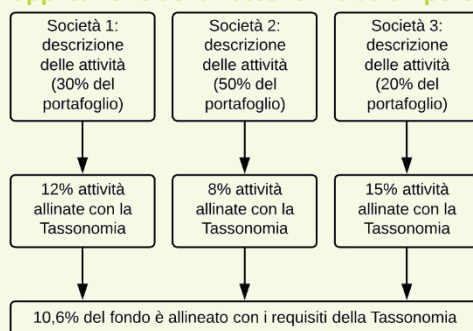 Società 1:
descrizione
delle attività
(30% del
portafoglio)
Società 2:
descrizione
delle attività
(50% del
portafoglio)
Società 3:
descrizione
delle attività
(20% del
portafoglio)
12% attività
allinate con la
Tassonomia
8% attività
allinate con la
Tassonomia
15% attività
allinate con la
Tassonomia
10,6% del fondo è allineato con i requisiti della Tassonomia